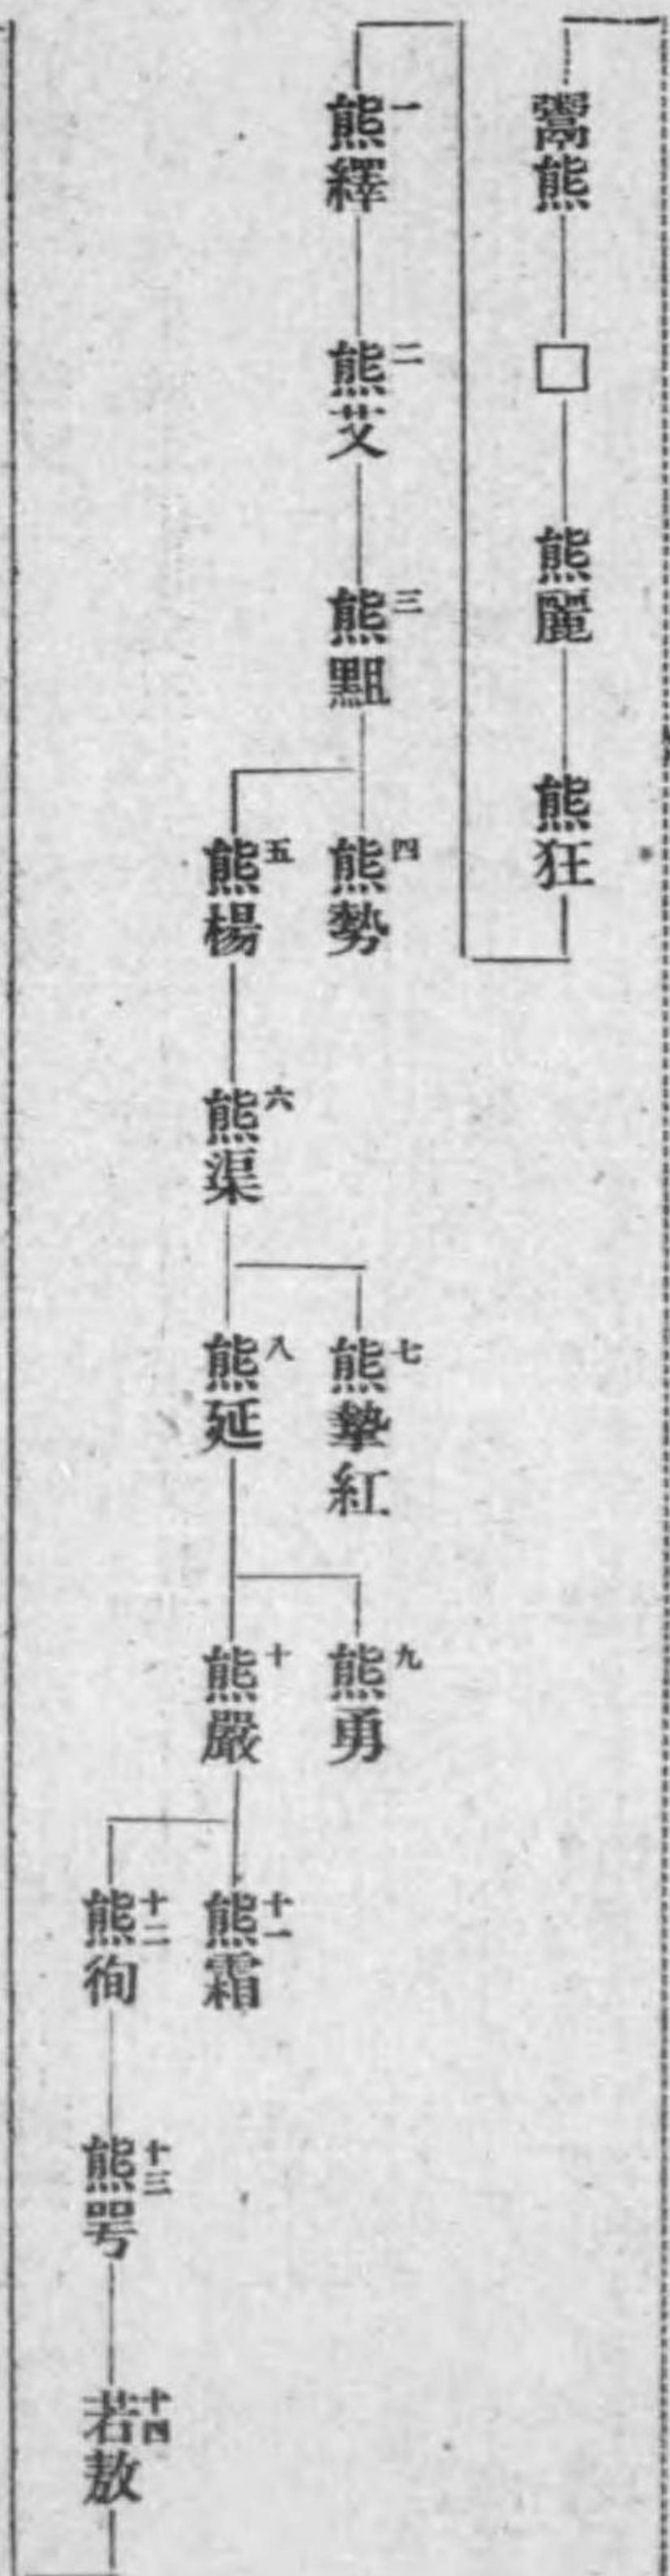 鬻熊
□
熊麗
熊狂
一
熊繹
二
熊艾
三
熊䵣
四
熊勢
五
熊楊
六
熊渠
七
熊摯紅
八
熊延
九
熊勇
十
熊嚴
十一
熊霜
十二
熊徇
十三
熊咢
十四
若敖